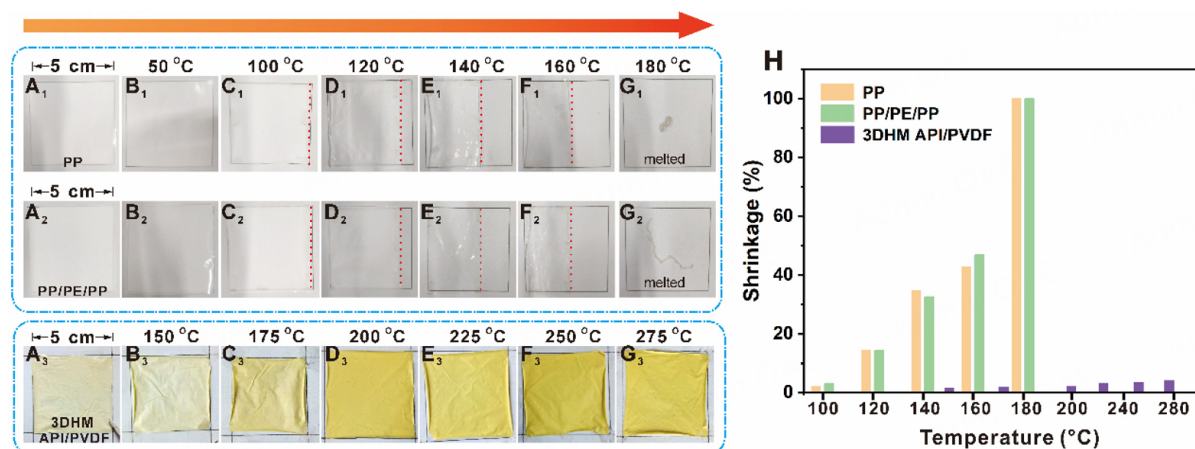 5 cm 50 °C 100 °C 120 °C 140 °C 160 °C 180 °C
A1 B1 C1 D1 E1 F1 G1
PP melted
5 cm
A2 B2 C2 D2 E2 F2 G2
PP/PE/PP melted
5 cm 150 °C 175 °C 200 °C 225 °C 250 °C 275 °C
A3 B3 C3 D3 E3 F3 G3
3DHM
API/PVDF
H
PP
PP/PE/PP
3DHM API/PVDF
Shrinkage (%)
100
80
60
40
20
0
100 120 140 160 180 200 240 280
Temperature (°C)